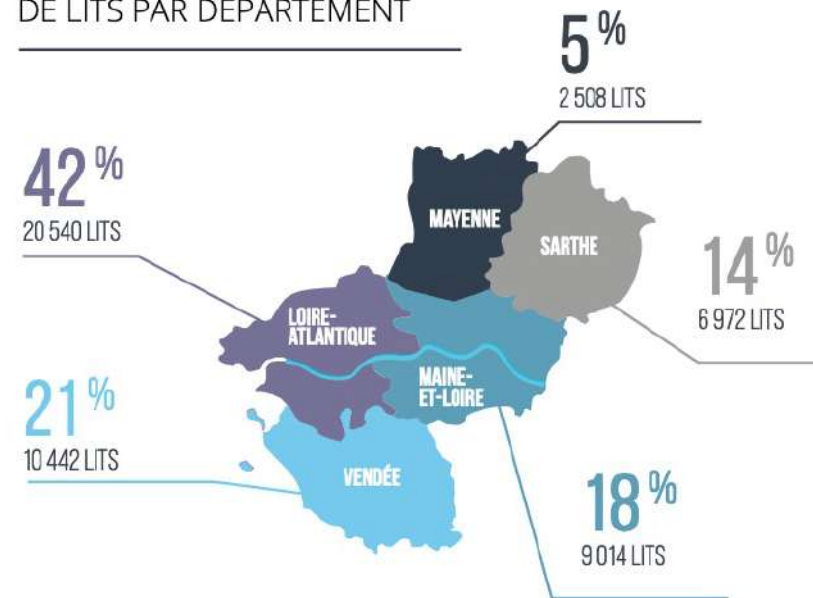 DE LITS PAR DÉPARTEMENT
5 %
2 508 LITS
42 %
20 540 LITS
MAYENNE
SARTHE
14 %
6 972 LITS
LOIRE-
ATLANTIQUE
MAINE-
ET-LOIRE
21 %
10 442 LITS
VENDÉE
18 %
9 014 LITS